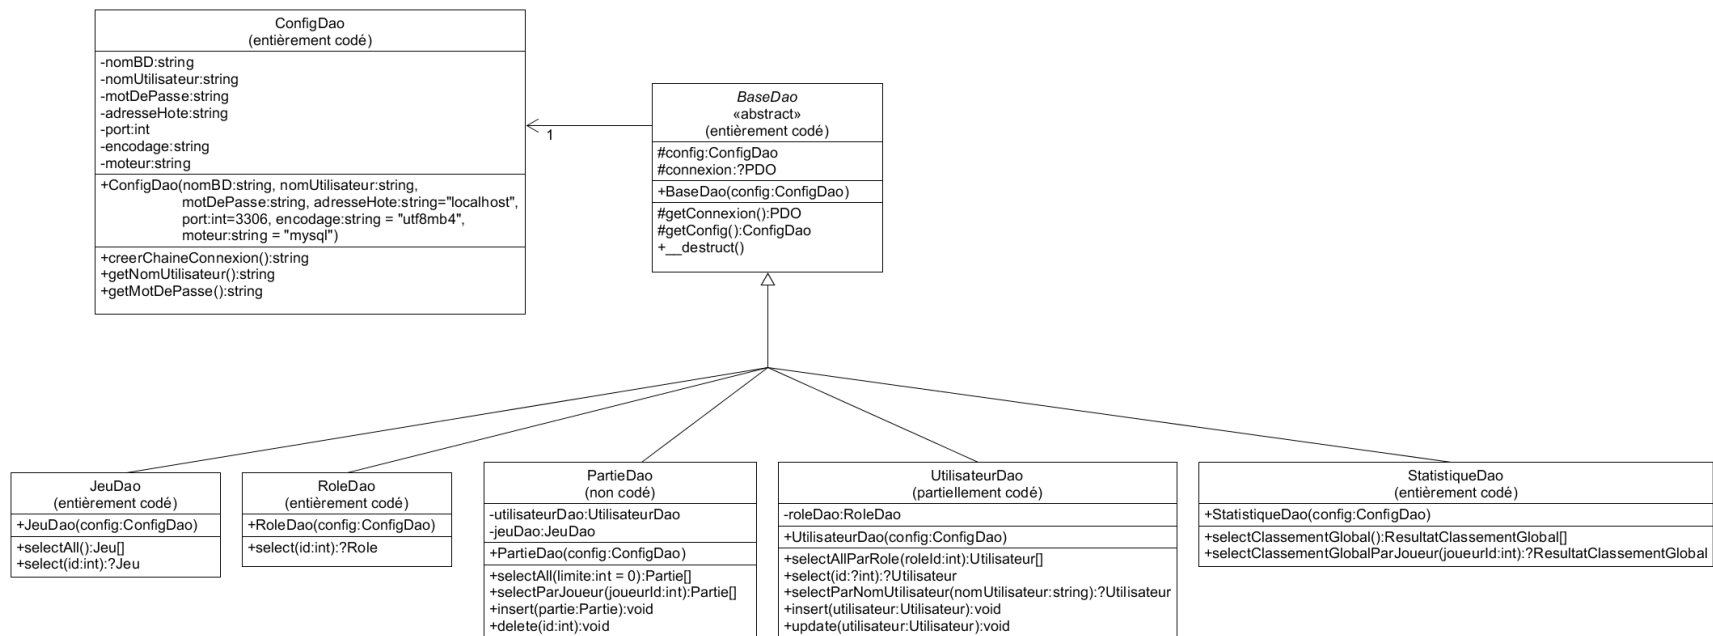 ConfigDao
(entièrement codé)
-nomBD:string
-nomUtilisateur:string
-motDePasse:string
-adresseHote:string
-port:int
-encodage:string
-moteur:string
+ConfigDao(nomBD:string, nomUtilisateur:string,
motDePasse:string, adresseHote:string="localhost",
port:int=3306, encodage:string = "utf8mb4",
moteur:string = "mysql")
+creerChaineConnexion():string
+getNomUtilisateur():string
+getMotDePasse():string
1
BaseDao
«abstract»
(entièrement codé)
#config:ConfigDao
#connexion:?PDO
+BaseDao(config:ConfigDao)
#getConnexion():PDO
#getConfig():ConfigDao
+__destruct()
JeuDao
(entièrement codé)
+JeuDao(config:ConfigDao)
+selectAll():Jeu[]
+select(id:int):?Jeu
RoleDao
(entièrement codé)
+RoleDao(config:ConfigDao)
+select(id:int):?Role
PartieDao
(non codé)
-utilisateurDao:UtilisateurDao
-jeuDao:JeuDao
+PartieDao(config:ConfigDao)
+selectAll(limite:int = 0):Partie[]
+selectParJoueur(joueurId:int):Partie[]
+insert(partie:Partie):void
+delete(id:int):void
UtilisateurDao
(partiellement codé)
-roleDao:RoleDao
+UtilisateurDao(config:ConfigDao)
+selectAllParRole(roleId:int):Utilisateur[]
+select(id:?int):?Utilisateur
+selectParNomUtilisateur(nomUtilisateur:string):?Utilisateur
+insert(utilisateur:Utilisateur):void
+update(utilisateur:Utilisateur):void
StatistiqueDao
(entièrement codé)
+StatistiqueDao(config:ConfigDao)
+selectClassementGlobal():ResultatClassementGlobal[]
+selectClassementGlobalParJoueur(joueurId:int):?ResultatClassementGlobal